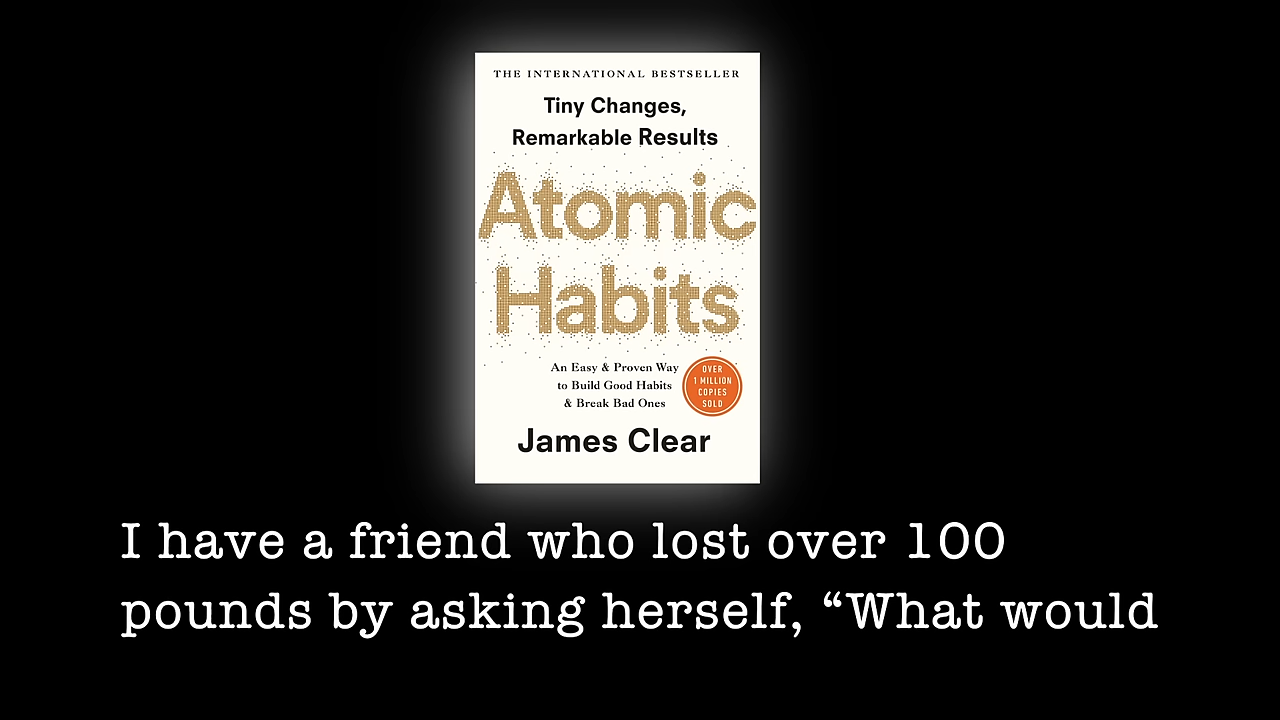 THE INTERNATIONAL BESTSELLER
Tiny Changes,
Remarkable Results
Atomic
Habits
An Easy & Proven Way
to Build Good Habits
& Break Bad Ones
OVER
1 MILLION
COPIES
SOLD
James Clear
I have a friend who lost over 100
pounds by asking herself, “What would